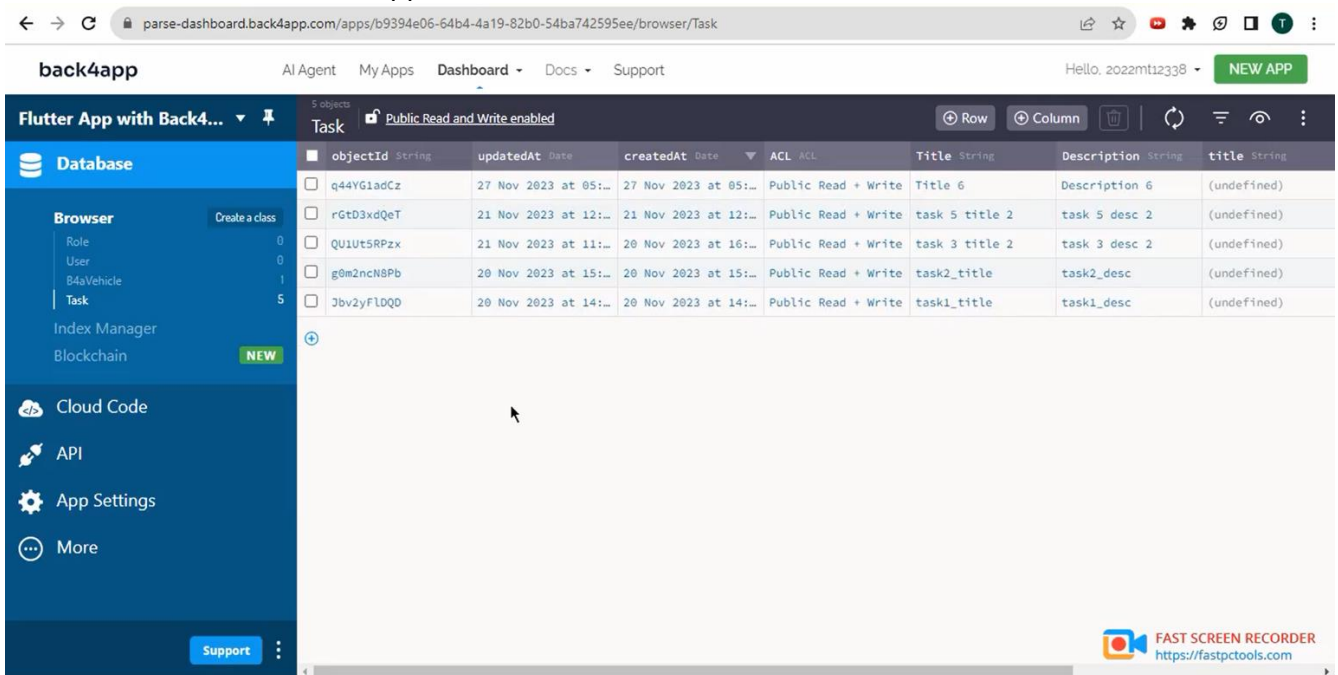 parse-dashboard.back4app.com/apps/b9394e06-64b4-4a19-82b0-54ba742595ee/browser/Task
T
back4app AI Agent My Apps Dashboard Docs Support Hello, 2022mt12338 NEW APP
Flutter App with Back4...
5 objects
Task Public Read and Write enabled Row Column
Database
objectId String updatedAt Date createdAt Date ACL ACL Title String Description String title String
q44YG1adCz 27 Nov 2023 at 05:… 27 Nov 2023 at 05:… Public Read + Write Title 6 Description 6 (undefined)
rGtD3xdQeT 21 Nov 2023 at 12:… 21 Nov 2023 at 12:… Public Read + Write task 5 title 2 task 5 desc 2 (undefined)
QU1Ut5RPzx 21 Nov 2023 at 11:… 20 Nov 2023 at 16:… Public Read + Write task 3 title 2 task 3 desc 2 (undefined)
g0m2ncN8Pb 20 Nov 2023 at 15:… 20 Nov 2023 at 15:… Public Read + Write task2_title task2_desc (undefined)
Jbv2yFlDQD 20 Nov 2023 at 14:… 20 Nov 2023 at 14:… Public Read + Write task1_title task1_desc (undefined)
Browser Create a class
Role 0
User 0
B4aVehicle 1
Task 5
Index Manager
Blockchain NEW
Cloud Code
API
App Settings
More
Support
FAST SCREEN RECORDER
https://fastpctools.com